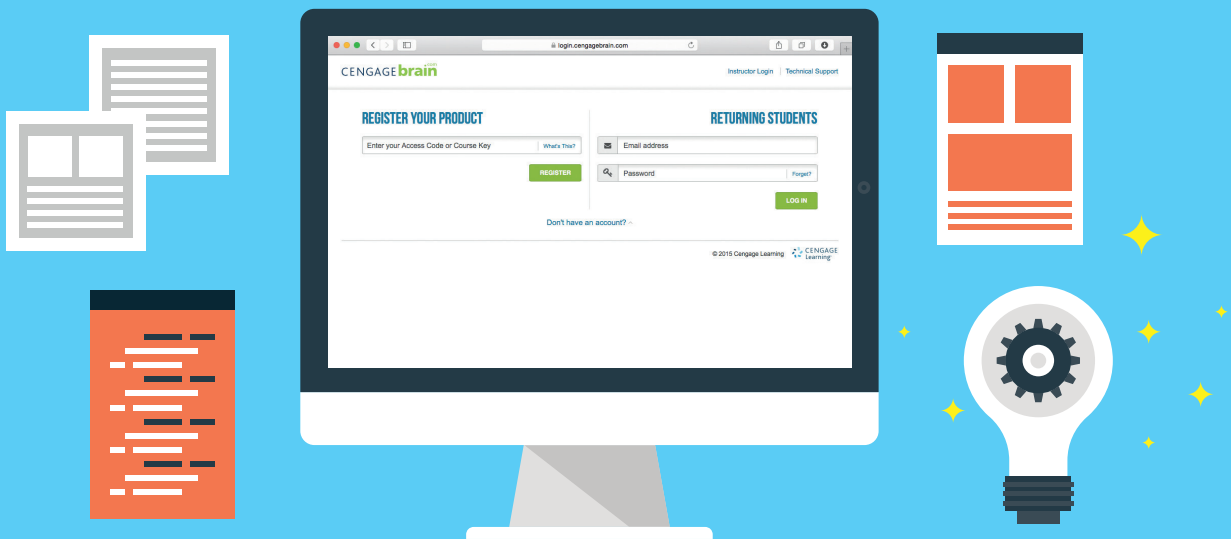 login.cengagebrain.com
CENGAGEbrain.com
Instructor Login | Technical Support
REGISTER YOUR PRODUCT
Enter your Access Code or Course Key
What's This?
REGISTER
RETURNING STUDENTS
Email address
Password
Forgot?
LOG IN
Don't have an account?
© 2015 Cengage Learning
CENGAGE
Learning